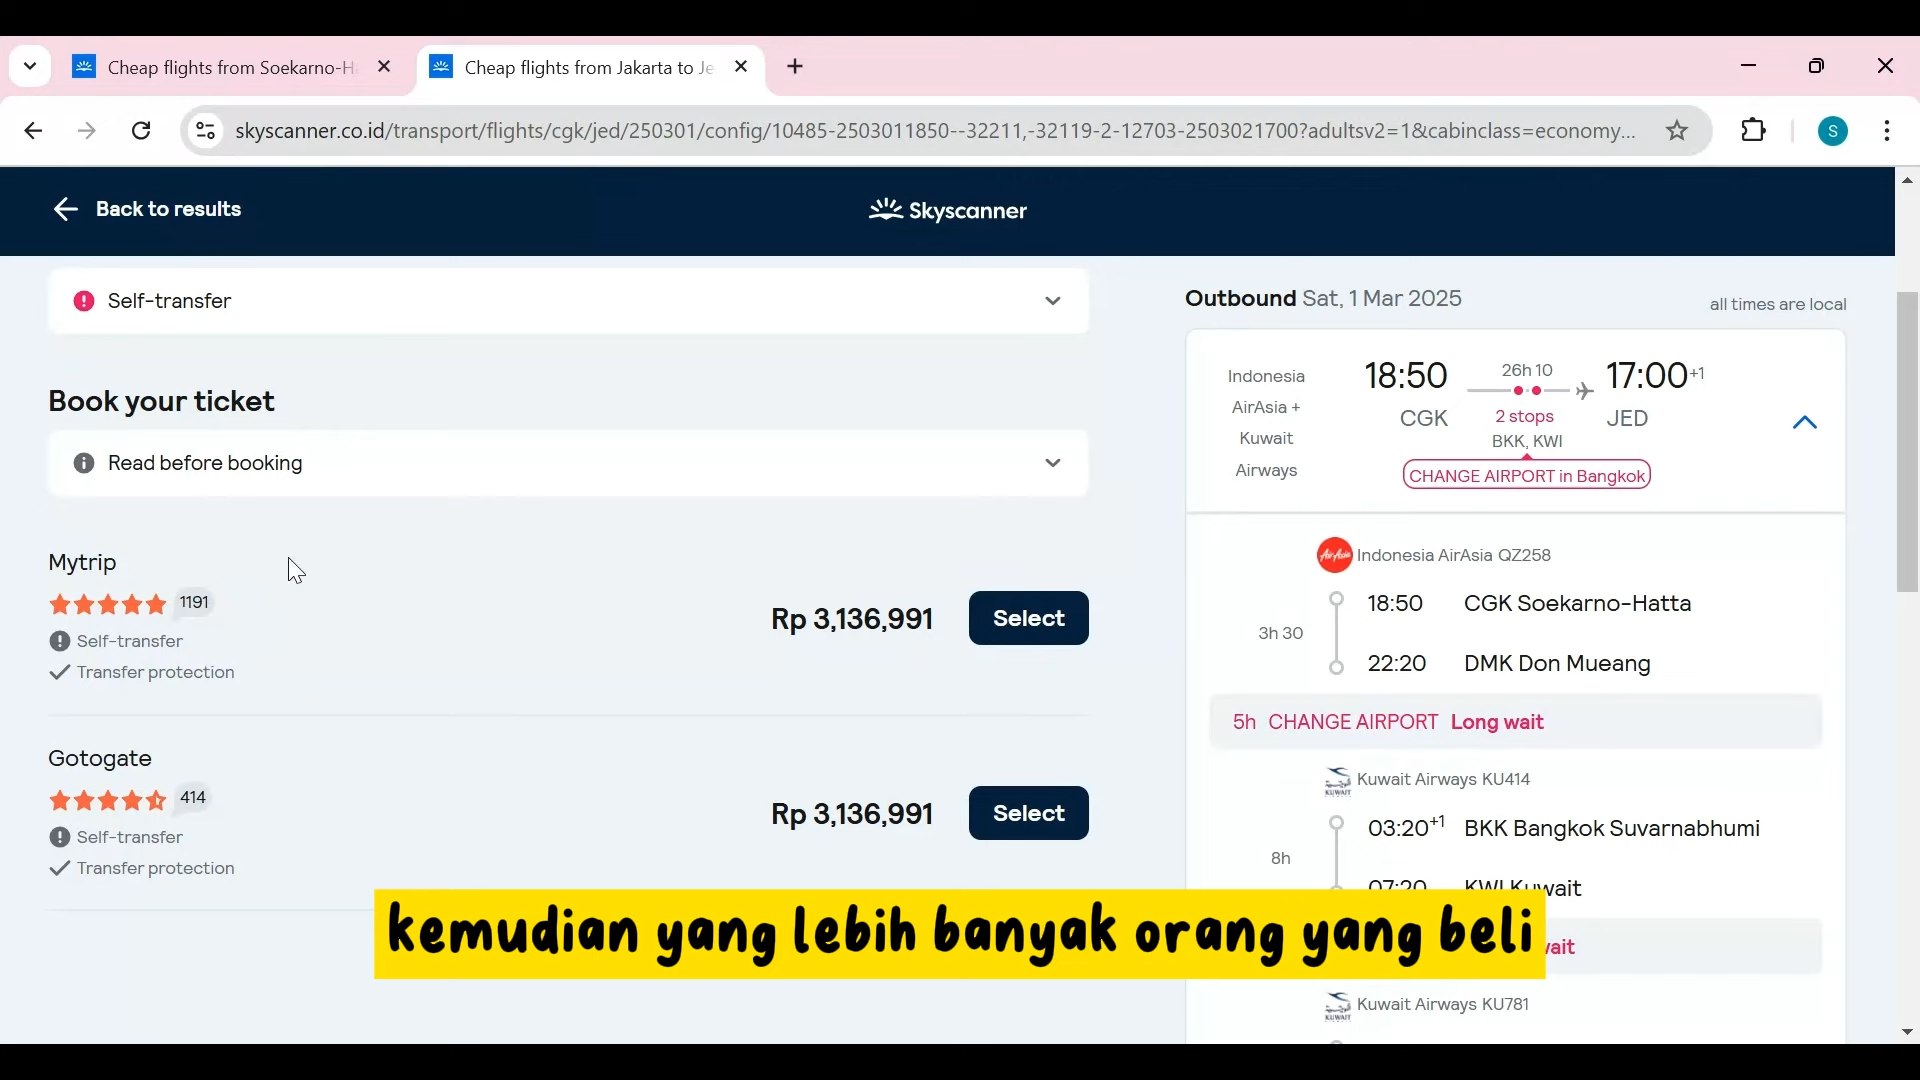 Cheap flights from Soekarno-H
Cheap flights from Jakarta to Je
skyscanner.co.id/transport/flights/cgk/jed/250301/config/10485-2503011850--32211,-32119-2-12703-2503021700?adultsv2=1&cabinclass=economy...
S
Back to results
Skyscanner
Self-transfer
Book your ticket
Read before booking
Mytrip
1191
Self-transfer
Transfer protection
Rp 3,136,991
Select
Gotogate
414
Self-transfer
Transfer protection
Rp 3,136,991
Select
Outbound Sat, 1 Mar 2025
all times are local
Indonesia
AirAsia +
Kuwait
Airways
18:50
CGK
26h 10
2 stops
BKK, KWI
17:00+1
JED
CHANGE AIRPORT in Bangkok
AirAsia
Indonesia AirAsia QZ258
18:50 CGK Soekarno-Hatta
3h 30
22:20 DMK Don Mueang
5h CHANGE AIRPORT Long wait
KUWAIT
Kuwait Airways KU414
03:20+1 BKK Bangkok Suvarnabhumi
8h
07:20 KWI Kuwait
wait
KUWAIT
Kuwait Airways KU781
kemudian yang lebih banyak orang yang beli